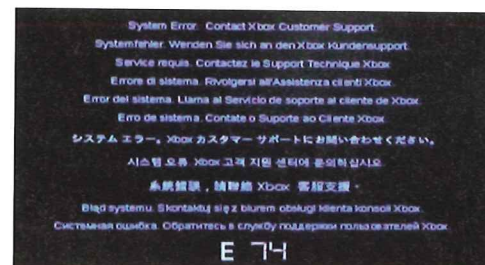 System Error. Contact Xbox Customer Support.
Systemfehler. Wenden Sie sich an den Xbox Kundensupport.
Service requis. Contactez le Support Technique Xbox
Errore di sistema. Rivolgersi all'Assistenza clienti Xbox.
Error del sistema. Llama al Servicio de soporte al cliente de Xbox.
Erro de sistema. Contate o Suporte ao Cliente Xbox
システム エラー。 Xbox カスタマー サポートにお問い合わせください。
시스템 오류 Xbox 고객 지원 센터에 문의하십시오.
系統錯誤，請聯絡 Xbox 客服支援。
Błąd systemu. Skontaktuj się z biurem obsługi klienta konsoli Xbox.
Системная ошибка. Обратитесь в службу поддержки пользователей Xbox
E 74